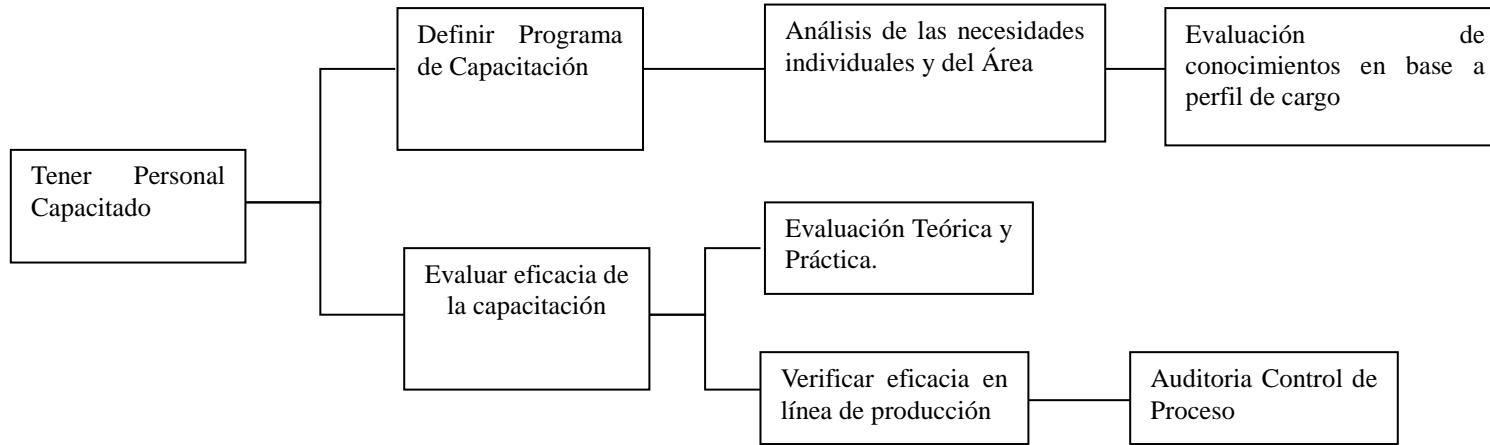 Definir Programa
de Capacitación
Análisis de las necesidades
individuales y del Área
Evaluación de
conocimientos en base a
perfil de cargo
Tener Personal
Capacitado
Evaluar eficacia de
la capacitación
Evaluación Teórica y
Práctica.
Verificar eficacia en
línea de producción
Auditoria Control de
Proceso